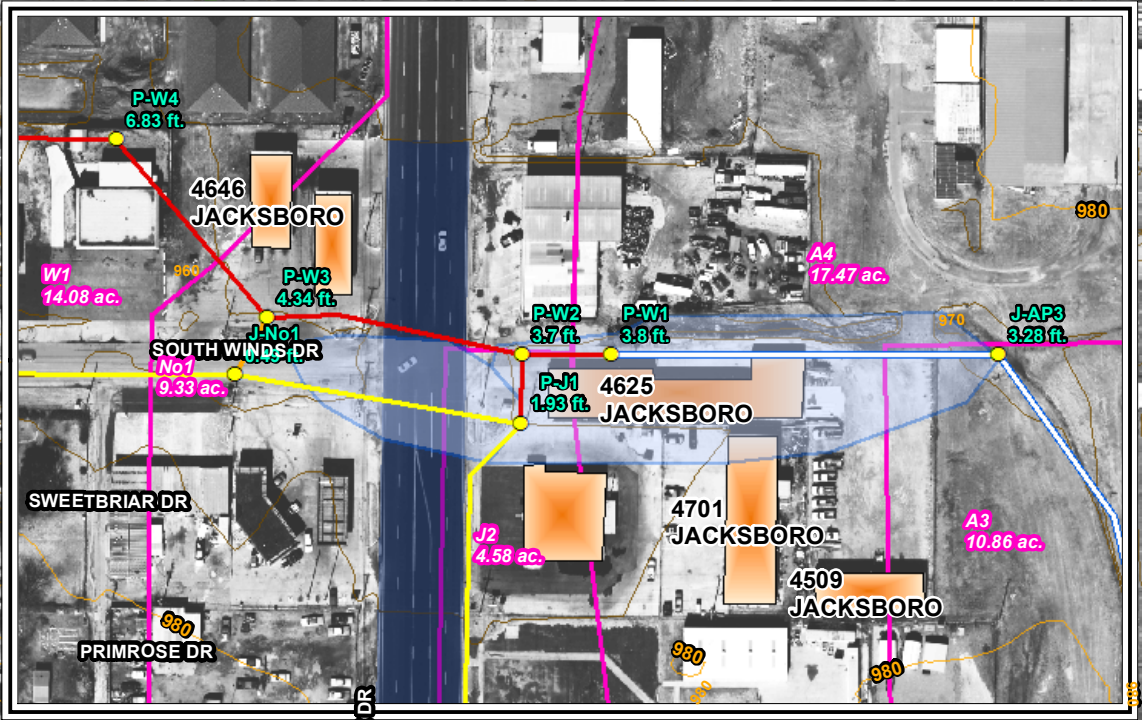 P-W4
6.83 ft.
4646
JACKSBORO
980
W1
14.08 ac.
960
A4
17.47 ac.
P-W3
4.34 ft.
J-No1
P-W2
3.7 ft.
P-W1
3.8 ft.
970
J-AP3
3.28 ft.
SOUTH WINDS DR
No1
9.33 ac.
P-J1
1.93 ft.
4625
JACKSBORO
SWEETBRIAR DR
J2
4.58 ac.
4701
JACKSBORO
A3
10.86 ac.
4509
JACKSBORO
980
PRIMROSE DR
980
980
980
DR